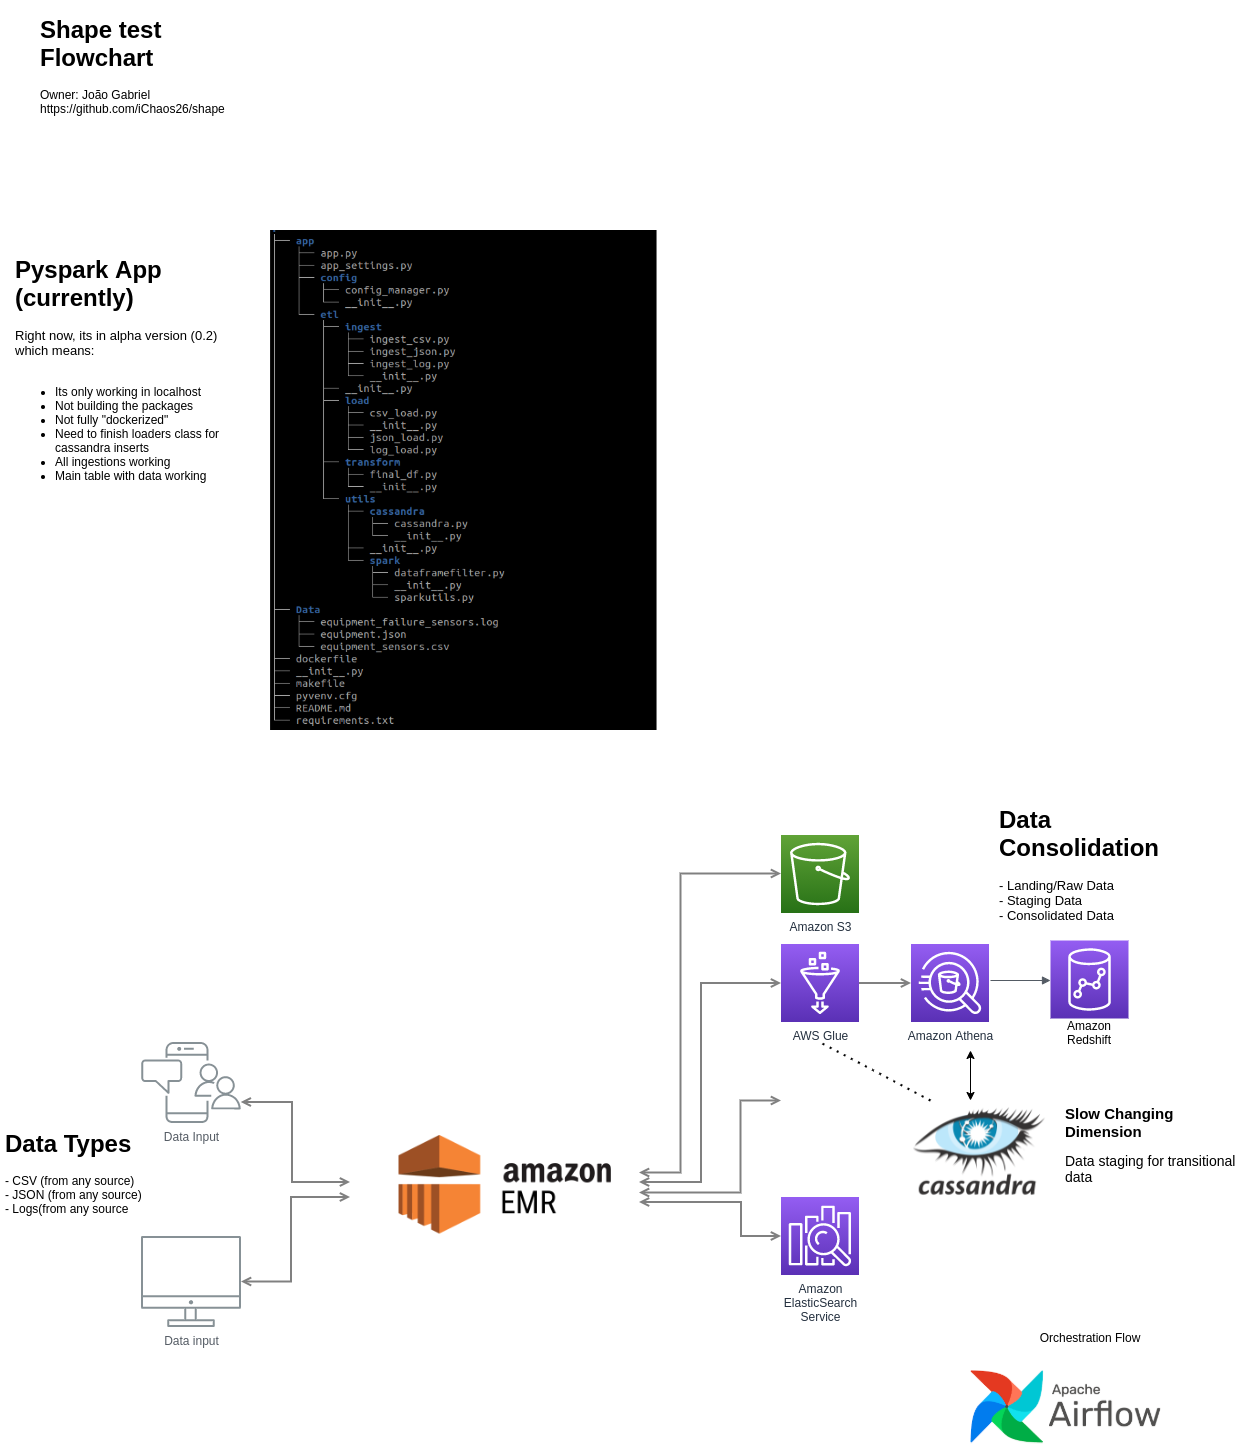 Shape test
Flowchart
Owner: João Gabriel
https://github.com/iChaos26/shape
Pyspark App
(currently)
Right now, its in alpha version (0.2)
which means:
Its only working in localhost
Not building the packages
Not fully "dockerized"
Need to finish loaders class for
cassandra inserts
All ingestions working
Main table with data working
app
app.py
app_settings.py
config
config_manager.py
__init__.py
etl
ingest
ingest_csv.py
ingest_json.py
ingest_log.py
__init__.py
__init__.py
load
csv_load.py
__init__.py
json_load.py
log_load.py
transform
final_df.py
__init__.py
utils
cassandra
cassandra.py
__init__.py
__init__.py
spark
dataframefilter.py
__init__.py
sparkutils.py
Data
equipment_failure_sensors.log
equipment.json
equipment_sensors.csv
dockerfile
__init__.py
makefile
pyvenv.cfg
README.md
requirements.txt
Data
Consolidation
- Landing/Raw Data
- Staging Data
- Consolidated Data
Amazon S3
AWS Glue
Amazon Athena
Amazon
Redshift
Data Input
Data Types
- CSV (from any source)
- JSON (from any source)
- Logs(from any source
Data input
amazon
EMR
cassandra
Slow Changing
Dimension
Data staging for transitional
data
Amazon
ElasticSearch
Service
Orchestration Flow
Apache
Airflow